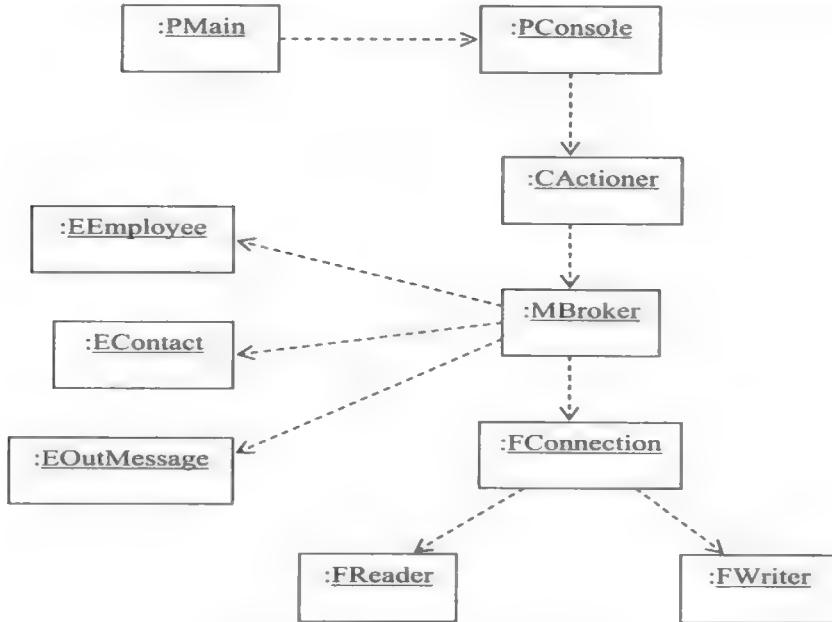 :PMain
:PConsole
:CActioner
:EEmployee
:MBroker
:EContact
:FConnection
:EOutMessage
:FReader
:FWriter